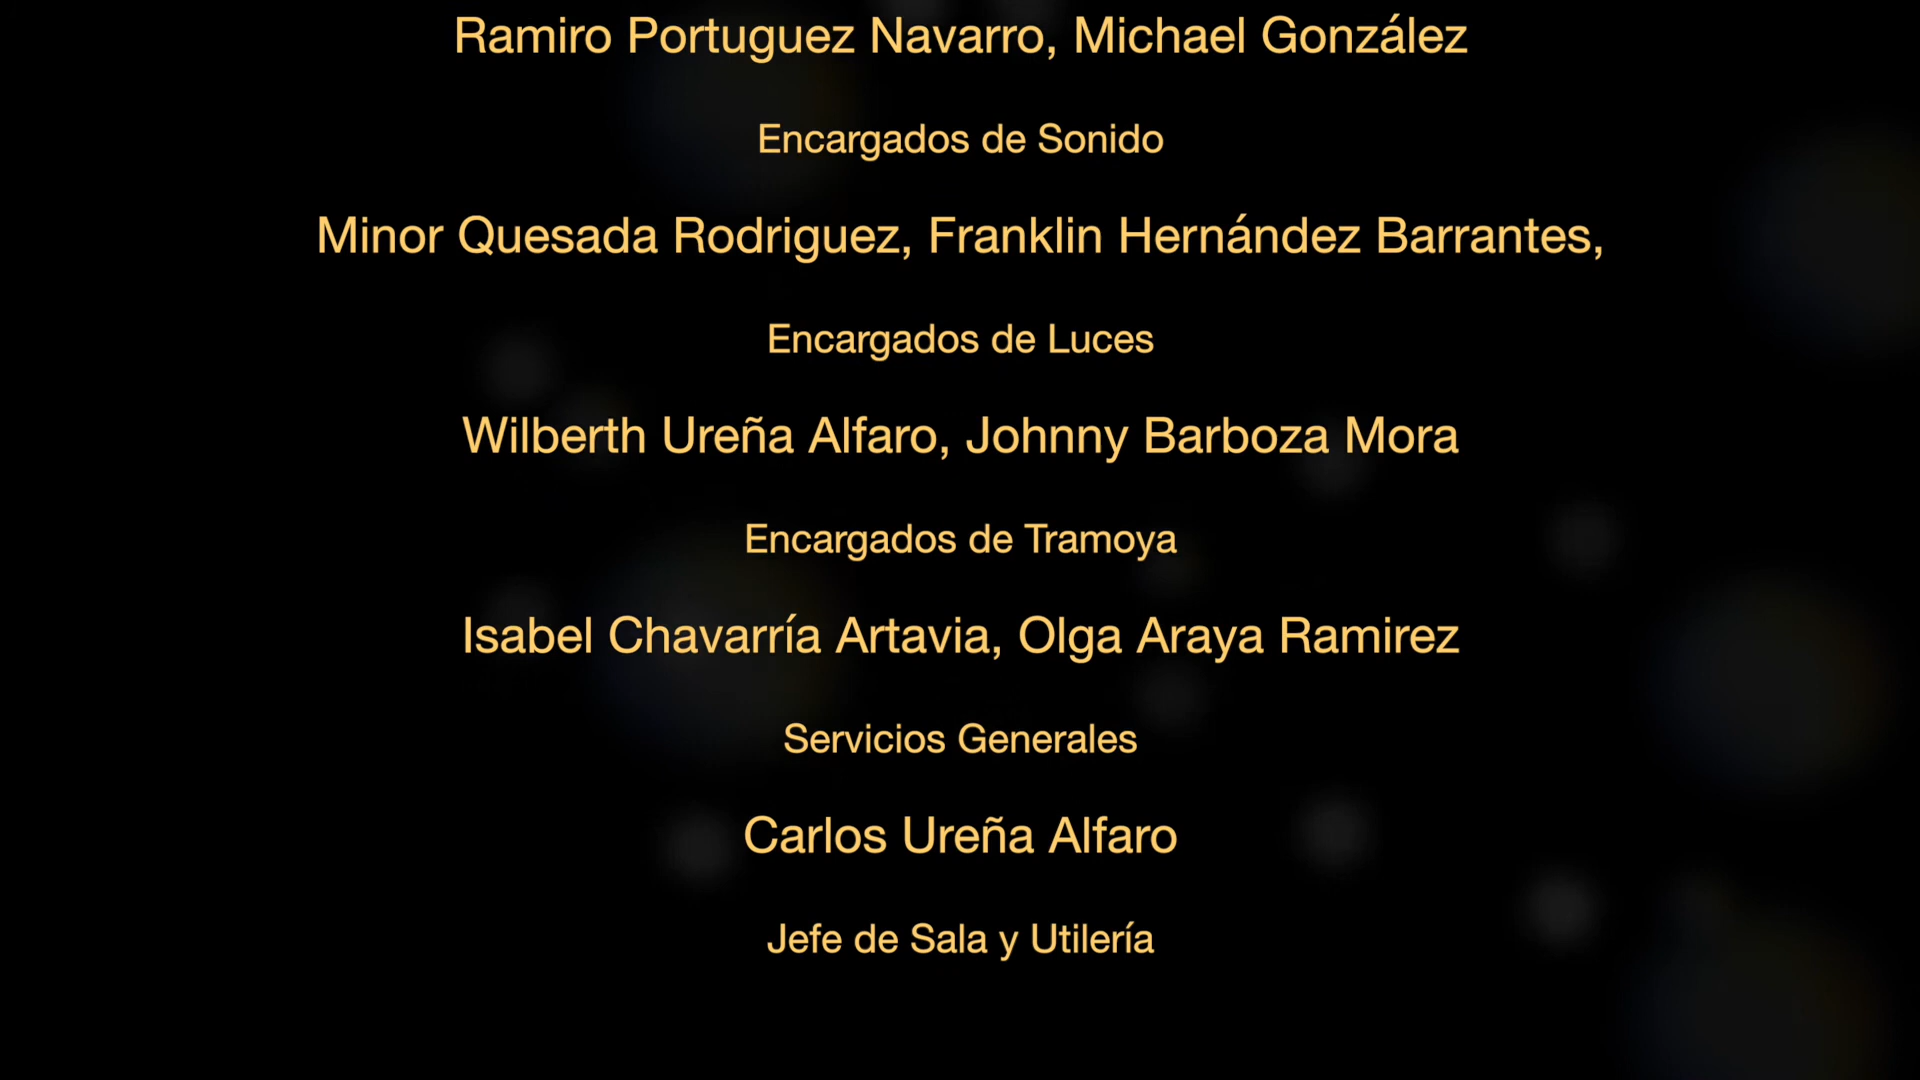 Ramiro Portuguez Navarro, Michael González
Encargados de Sonido
Minor Quesada Rodriguez, Franklin Hernández Barrantes,
Encargados de Luces
Wilberth Ureña Alfaro, Johnny Barboza Mora
Encargados de Tramoya
Isabel Chavarría Artavia, Olga Araya Ramirez
Servicios Generales
Carlos Ureña Alfaro
Jefe de Sala y Utilería